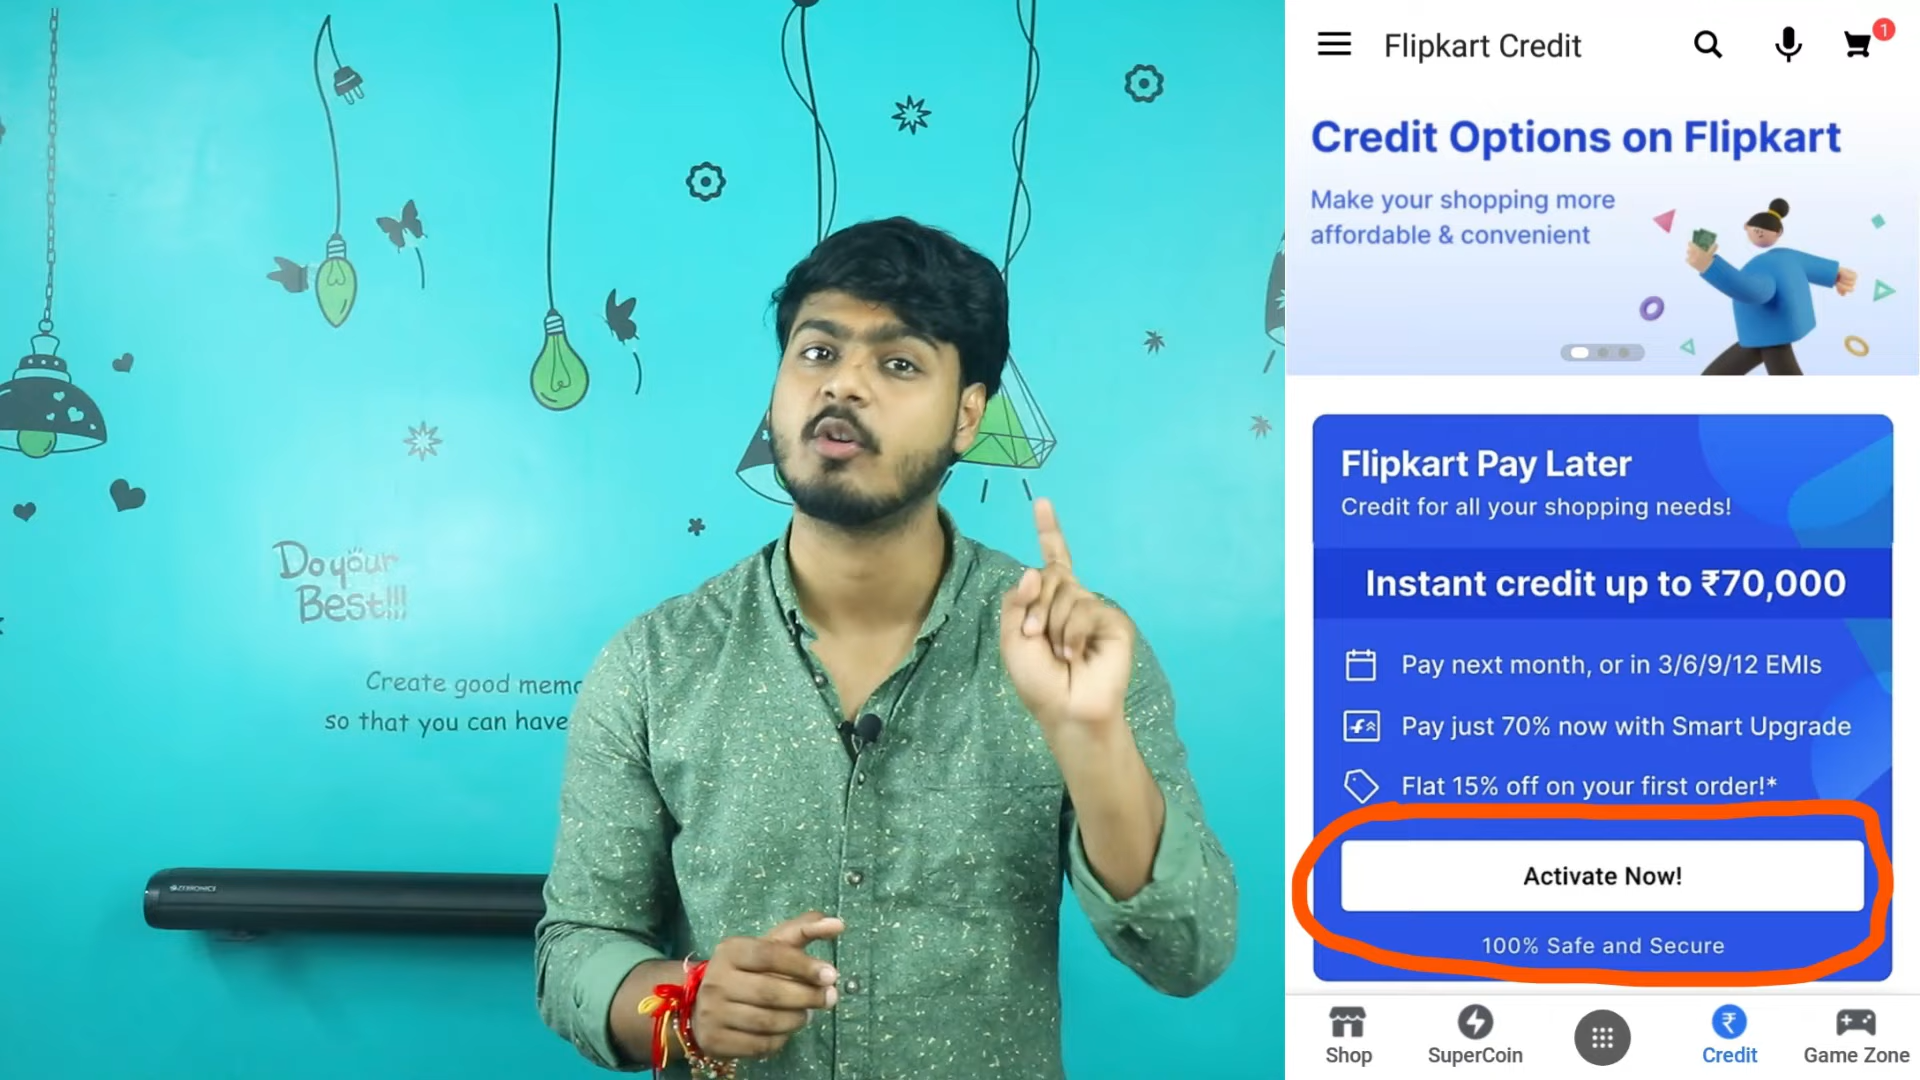 Do your
Best!!!
Create good memo
so that you can have
ZEBRONICS
Flipkart Credit
1
Credit Options on Flipkart
Make your shopping more
affordable & convenient
Flipkart Pay Later
Credit for all your shopping needs!
Instant credit up to ₹70,000
Pay next month, or in 3/6/9/12 EMIs
Pay just 70% now with Smart Upgrade
Flat 15% off on your first order!*
Activate Now!
100% Safe and Secure
Shop
SuperCoin
Credit
Game Zone